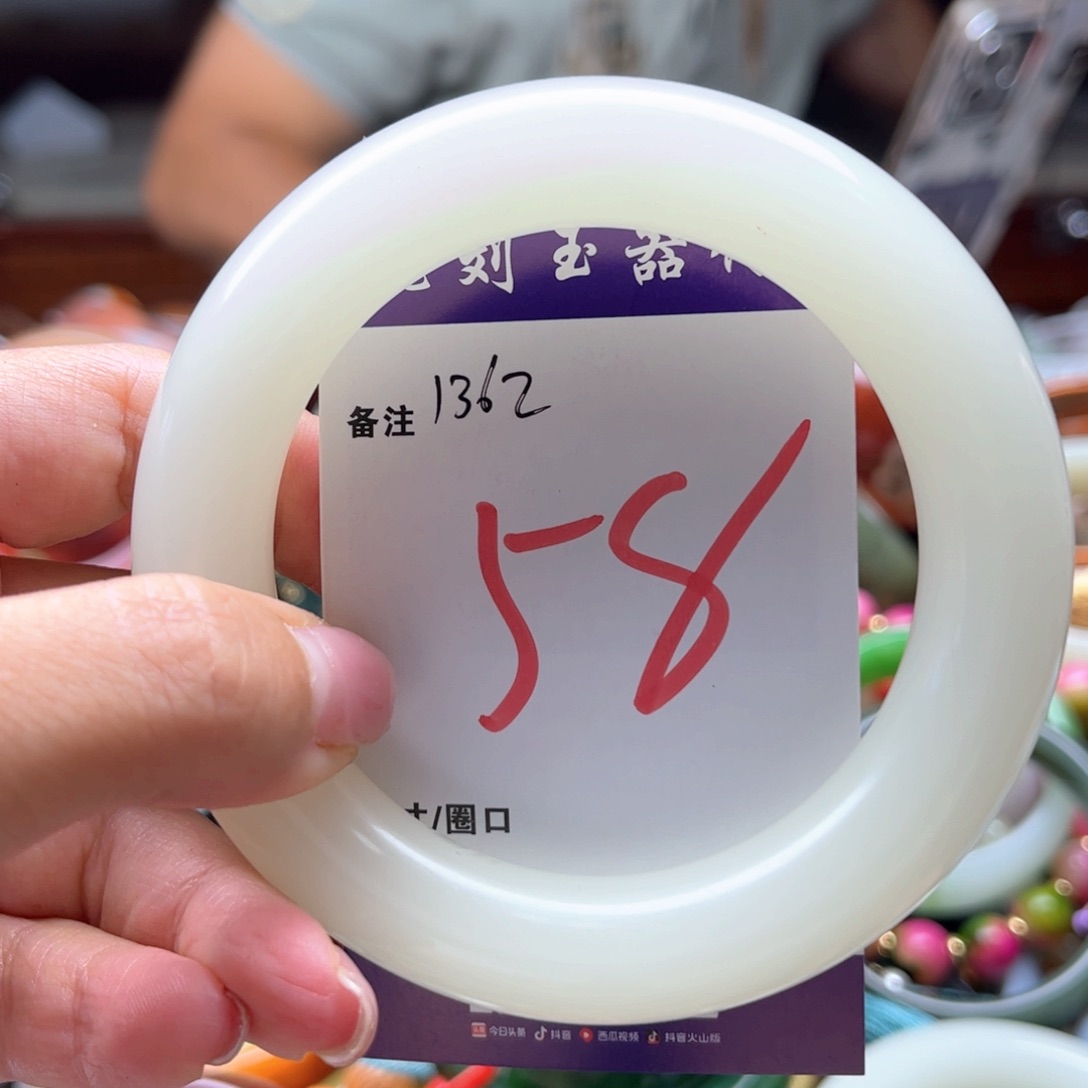 刻玉器
备注 1362
58
寸/圈口
今日头条 抖音 西瓜视频 抖音火山版